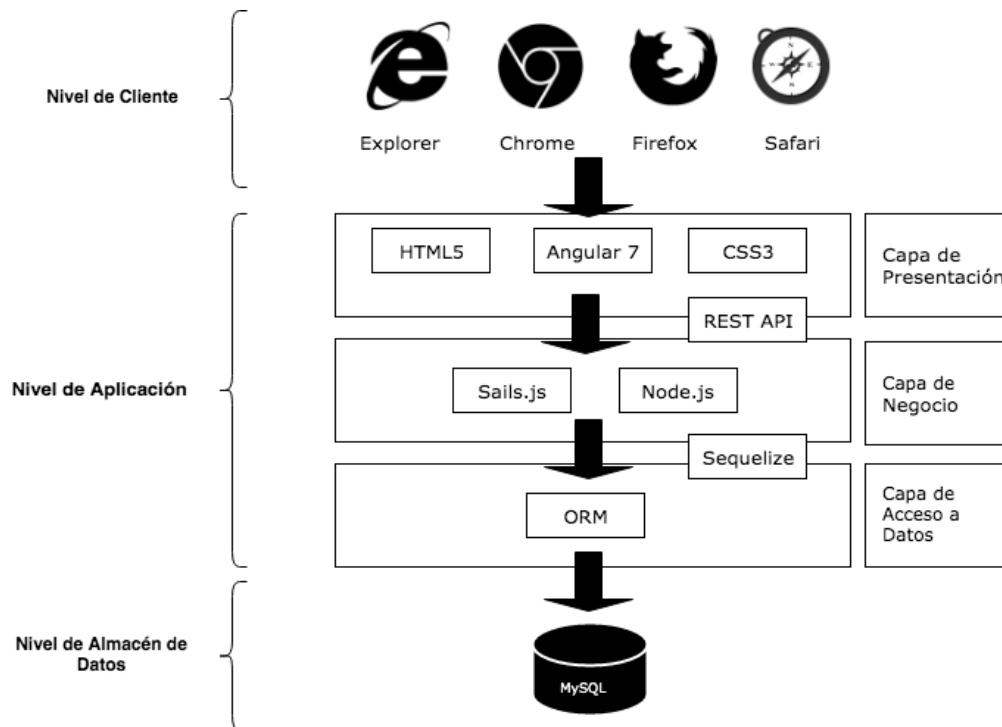 Nivel de Cliente
Explorer
Chrome
Firefox
Safari
Nivel de Aplicación
HTML5
Angular 7
CSS3
Capa de
Presentación
REST API
Sails.js
Node.js
Capa de
Negocio
Sequelize
ORM
Capa de
Acceso a
Datos
Nivel de Almacén de
Datos
MySQL